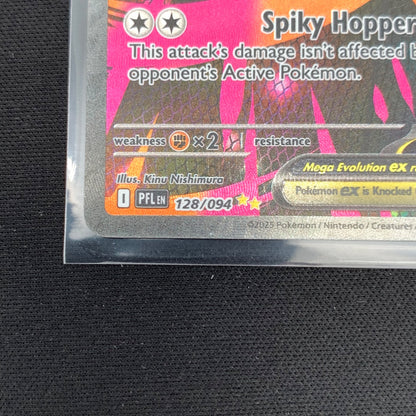 Spiky Hopper
This attack's damage isn't affected b
opponent's Active Pokémon.
weakness ×2 resistance
Mega Evolution ex r
Pokémon ex is Knocked
Illus. Kinu Nishimura
I PFL EN 128/094
©2025 Pokémon / Nintendo / Creatures